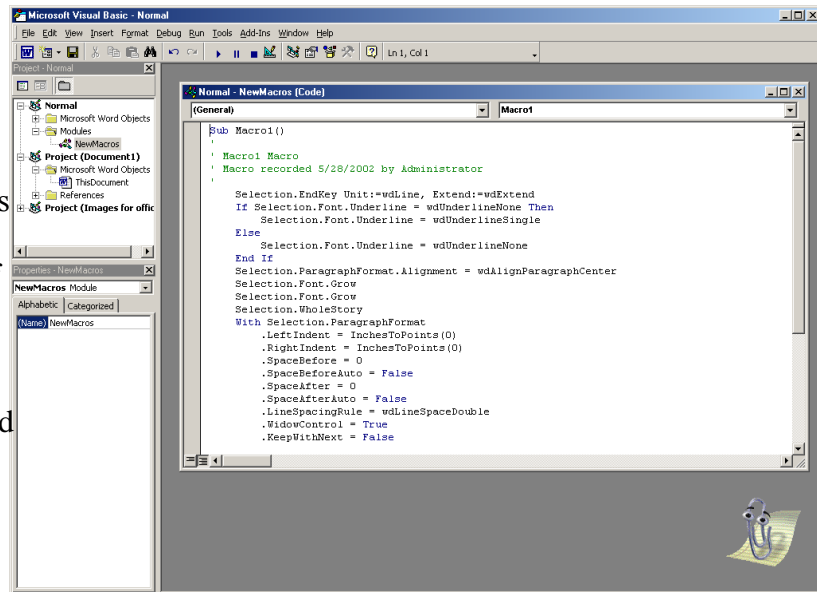 Microsoft Visual Basic - Normal
File Edit View Insert Format Debug Run Tools Add-Ins Window Help
Ln 1, Col 1
Project - Normal
Normal
Microsoft Word Objects
Modules
NewMacros
Project (Document1)
Microsoft Word Objects
ThisDocument
References
Project (Images for offic
s
.
d
Properties - NewMacros
NewMacros Module
Alphabetic Categorized
(Name) NewMacros
Normal - NewMacros (Code)
(General) Macro1
Sub Macro1()
'
' Macro1 Macro
' Macro recorded 5/28/2002 by Administrator
'
Selection.EndKey Unit:=wdLine, Extend:=wdExtend
If Selection.Font.Underline = wdUnderlineNone Then
Selection.Font.Underline = wdUnderlineSingle
Else
Selection.Font.Underline = wdUnderlineNone
End If
Selection.ParagraphFormat.Alignment = wdAlignParagraphCenter
Selection.Font.Grow
Selection.Font.Grow
Selection.WholeStory
With Selection.ParagraphFormat
.LeftIndent = InchesToPoints(0)
.RightIndent = InchesToPoints(0)
.SpaceBefore = 0
.SpaceBeforeAuto = False
.SpaceAfter = 0
.SpaceAfterAuto = False
.LineSpacingRule = wdLineSpaceDouble
.WidowControl = True
.KeepWithNext = False